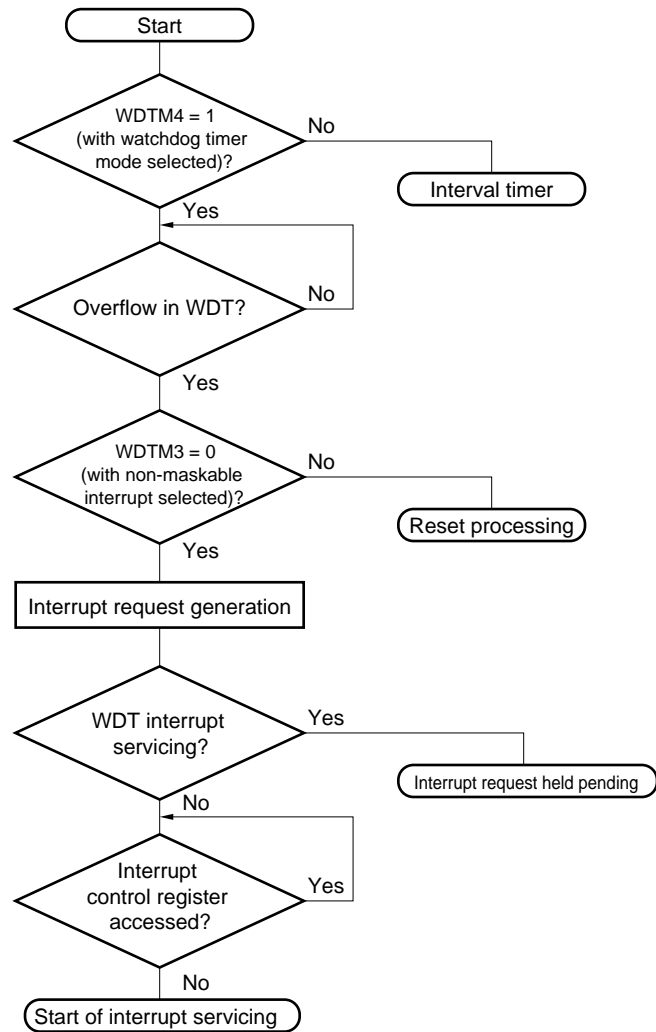 Start
WDTM4 = 1
(with watchdog timer
mode selected)?
No
Interval timer
Yes
Overflow in WDT?
No
Yes
WDTM3 = 0
(with non-maskable
interrupt selected)?
No
Reset processing
Yes
Interrupt request generation
WDT interrupt
servicing?
Yes
Interrupt request held pending
No
Interrupt
control register
accessed?
Yes
No
Start of interrupt servicing